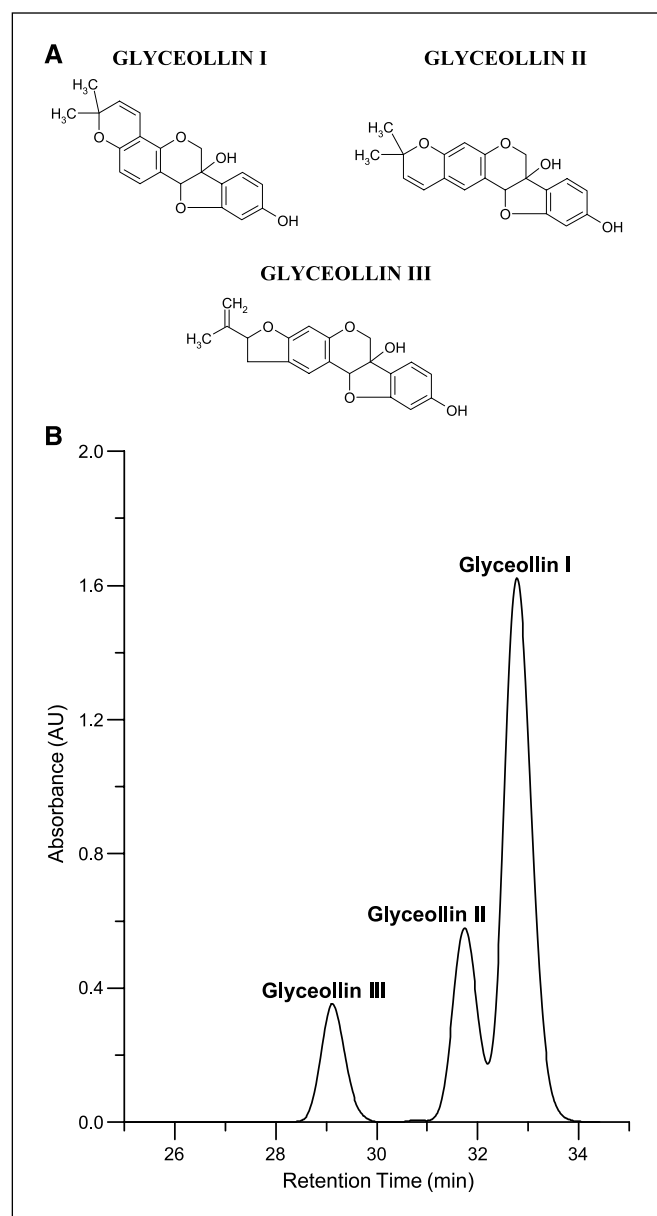 A
GLYCEOLLIN I
GLYCEOLLIN II
H₃C
H₃C
O
O
OH
O
OH
CH₃
H₃C
O
O
OH
O
OH
GLYCEOLLIN III
CH₂
H₃C
O
O
OH
O
OH
B
2.0
1.6
1.2
0.8
0.4
0.0
Absorbance (AU)
Glyceollin I
Glyceollin II
Glyceollin III
26
28
30
32
34
Retention Time (min)